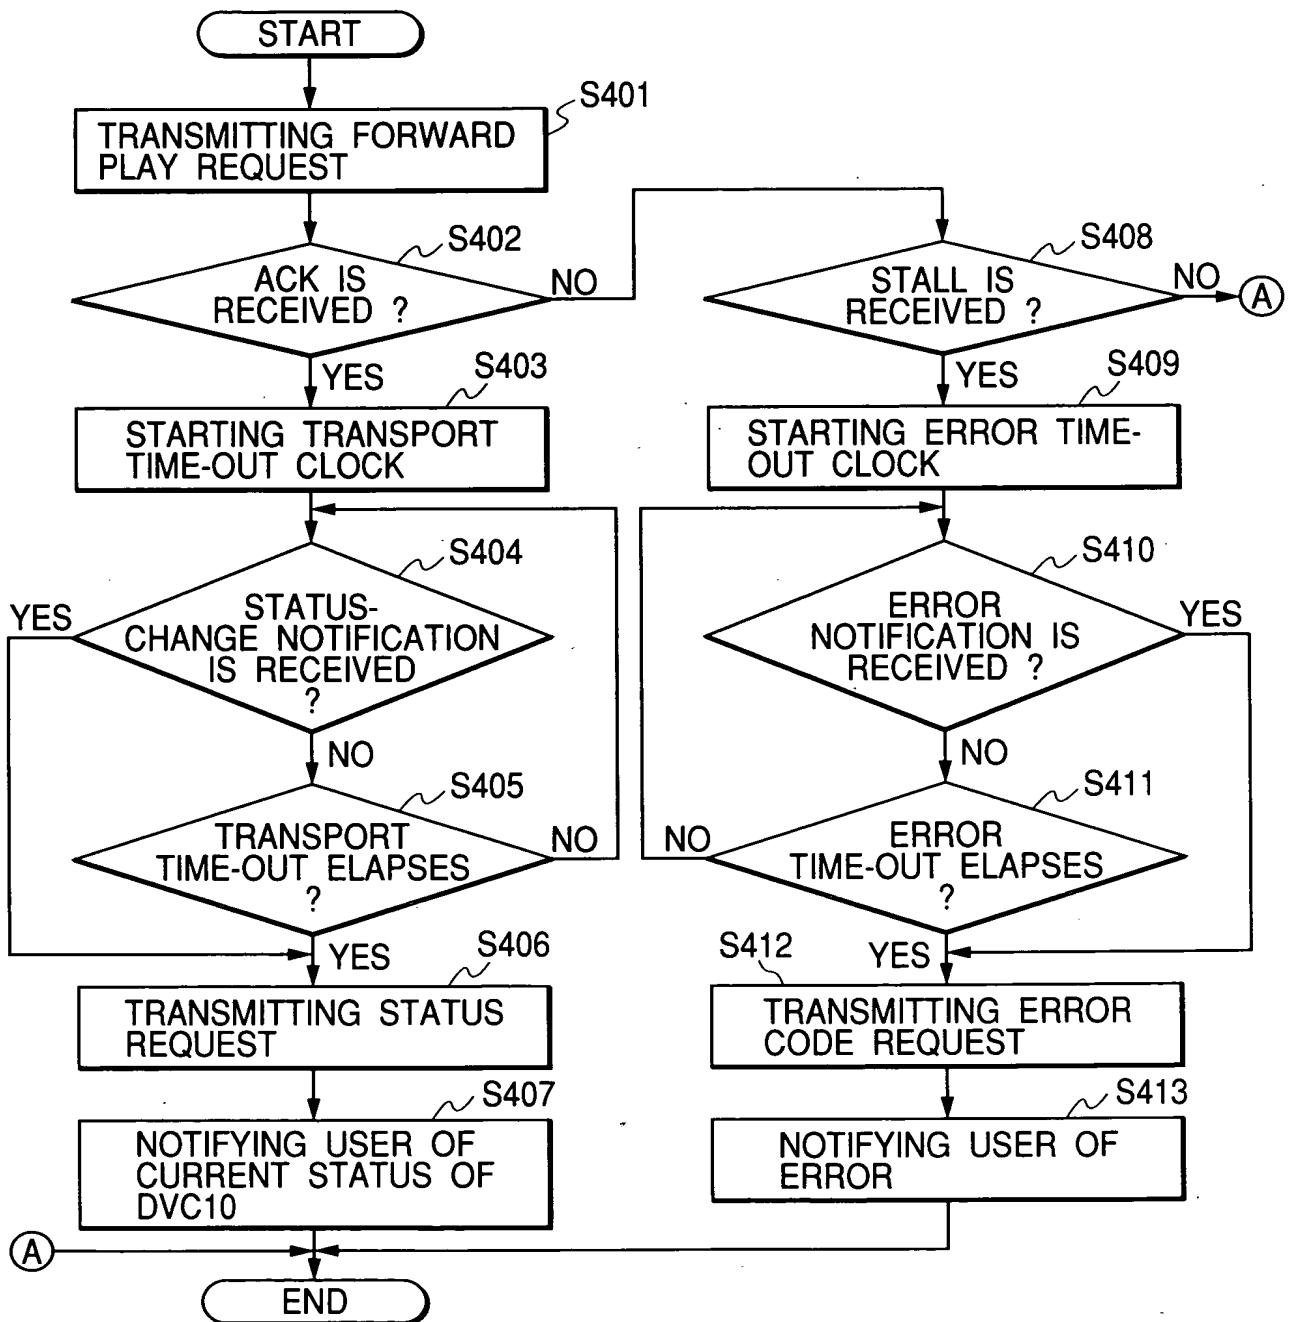 START
S401
TRANSMITTING FORWARD
PLAY REQUEST
S402
ACK IS
RECEIVED ?
NO
YES
S403
STARTING TRANSPORT
TIME-OUT CLOCK
S404
STATUS-
CHANGE NOTIFICATION
IS RECEIVED
?
YES
NO
S405
TRANSPORT
TIME-OUT ELAPSES
?
NO
YES
S406
TRANSMITTING STATUS
REQUEST
S407
NOTIFYING USER OF
CURRENT STATUS OF
DVC10
S408
STALL IS
RECEIVED ?
NO
A
YES
S409
STARTING ERROR TIME-
OUT CLOCK
S410
ERROR
NOTIFICATION IS
RECEIVED ?
YES
NO
S411
ERROR
TIME-OUT ELAPSES
?
NO
YES
S412
TRANSMITTING ERROR
CODE REQUEST
S413
NOTIFYING USER OF
ERROR
A
END